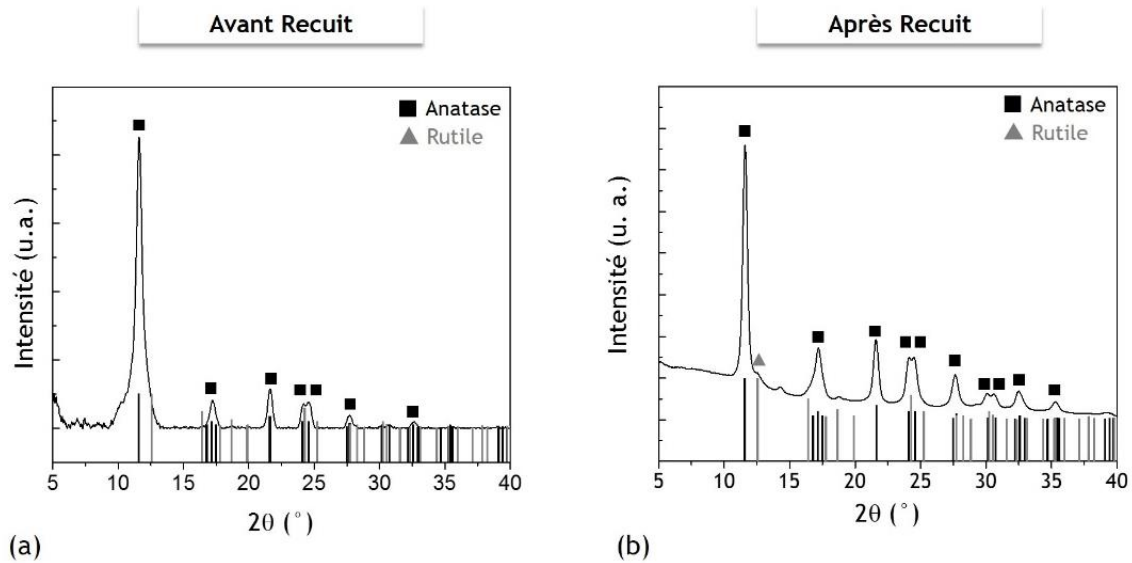 Avant Recuit
Après Recuit
Anatase
Rutile
Intensité (u.a.)
5 10 15 20 25 30 35 40
2θ (°)
(a)
Anatase
Rutile
Intensité (u. a.)
5 10 15 20 25 30 35 40
2θ (°)
(b)